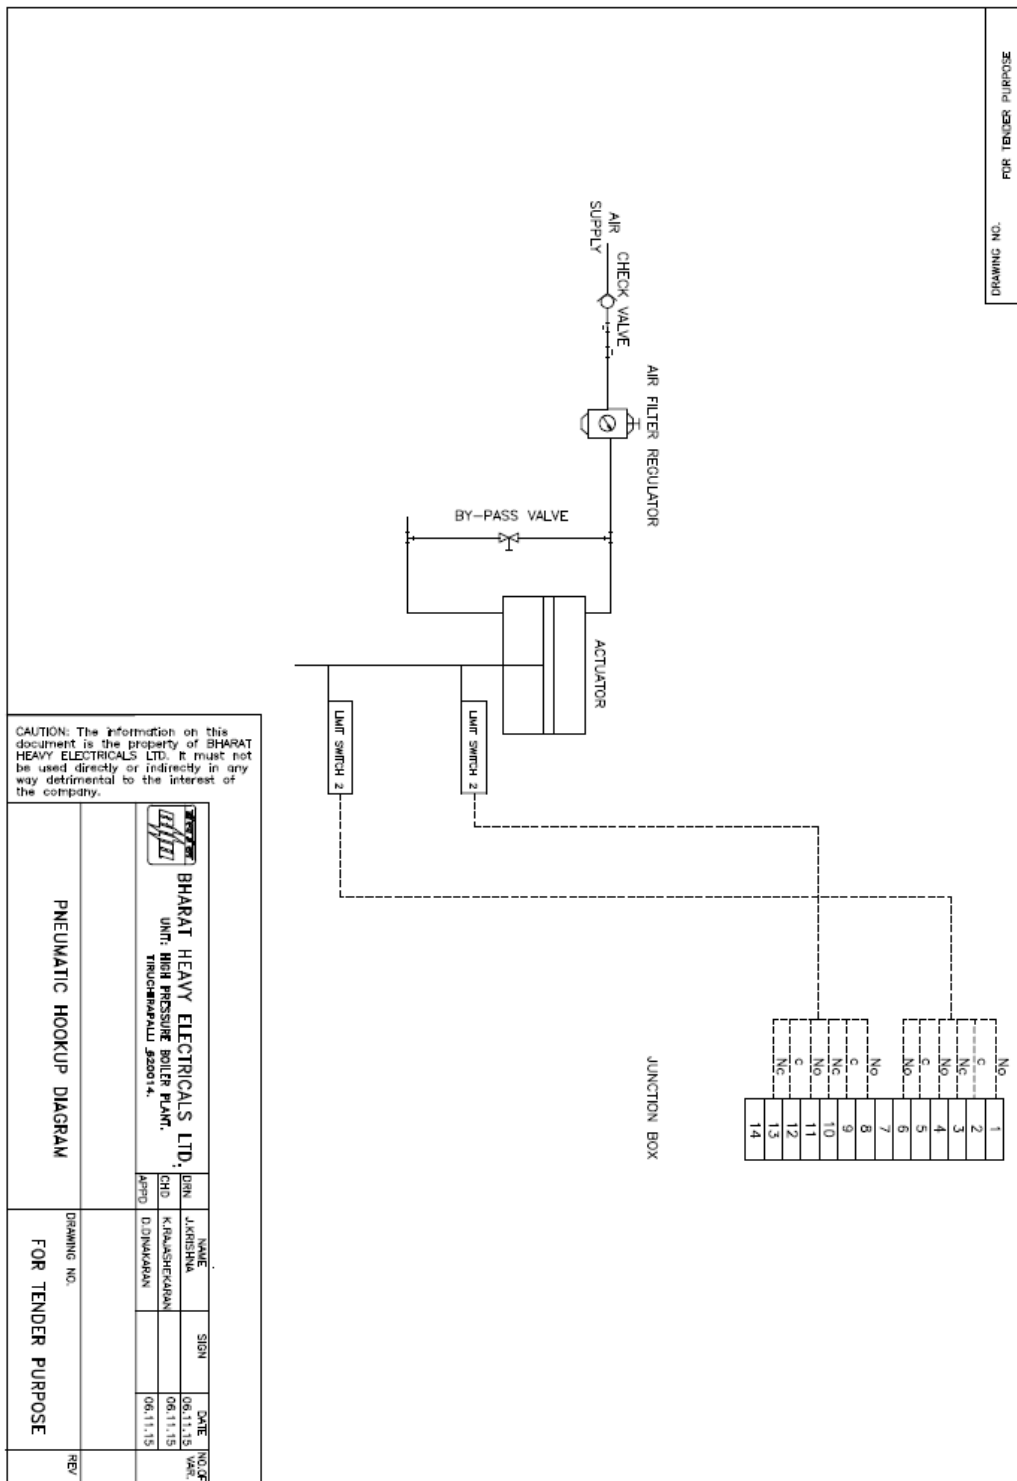 FOR TENDER PURPOSE
DRAWING NO.
AIR
SUPPLY
CHECK VALVE
AIR FILTER REGULATOR
BY-PASS VALVE
ACTUATOR
LIMIT SWITCH 2
LIMIT SWITCH 2
JUNCTION BOX
No
c
Nc
No
c
No
No
c
Nc
No
c
Nc
1
2
3
4
5
6
7
8
9
10
11
12
13
14
CAUTION: The information on this
document is the property of BHARAT
HEAVY ELECTRICALS LTD. It must not
be used directly or indirectly in any
way detrimental to the interest of
the company.
BHARAT HEAVY ELECTRICALS LTD,
UNIT: HIGH PRESSURE BOILER PLANT.
TIRUCHIRAPALLI _620014.
NAME
SIGN
DATE
NO.OF
VAR.
DRN
J.KRISHNA
06.11.15
CHD
K.RAJASHEKARAN
06.11.15
APPD
D.DINAKARAN
06.11.15
PNEUMATIC HOOKUP DIAGRAM
DRAWING NO.
FOR TENDER PURPOSE
REV